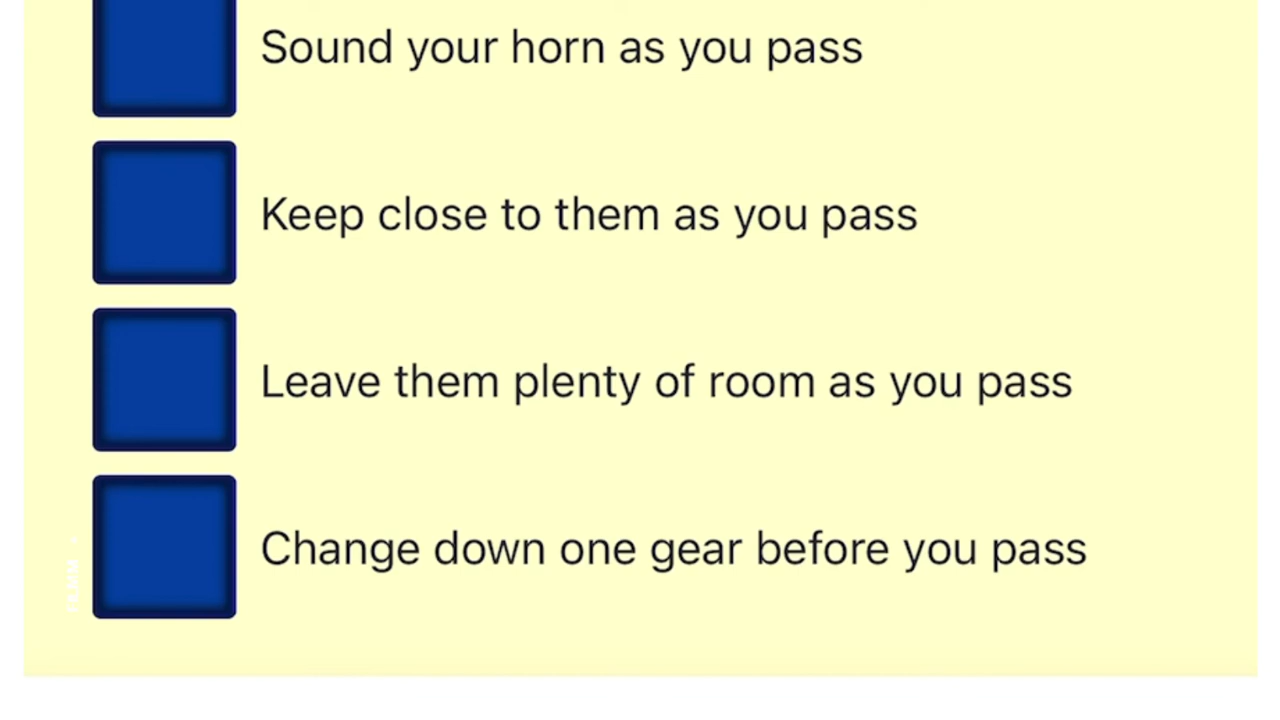 Sound your horn as you pass
Keep close to them as you pass
Leave them plenty of room as you pass
Change down one gear before you pass